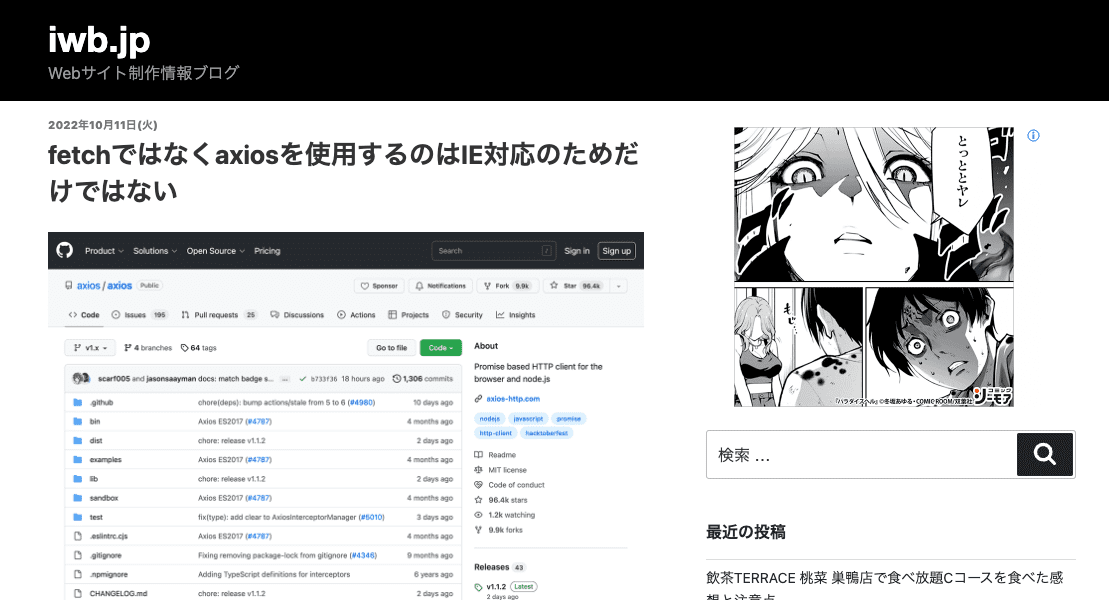 iwb.jp
Webサイト制作情報ブログ
2022年10月11日(火)
fetchではなくaxiosを使用するのはIE対応のためだ
けではない
Product Solutions Open Source Pricing Search / Sign in Sign up
axios / axios Public Sponsor Notifications Fork 9.9k Star 96.4k
Code Issues 195 Pull requests 25 Discussions Actions Projects Security Insights
v1.x 4 branches 64 tags Go to file Code
scarf005 and jasonsaayman docs: match badge s... ... b733f36 18 hours ago 1,306 commits
.github chore(deps): bump actions/stale from 5 to 6 (#4980) 10 days ago
bin Axios ES2017 (#4787) 4 months ago
dist chore: release v1.1.2 2 days ago
examples Axios ES2017 (#4787) 4 months ago
lib chore: release v1.1.2 2 days ago
sandbox Axios ES2017 (#4787) 4 months ago
test fix(type): add clear to AxiosInterceptorManager (#5010) 3 days ago
.eslintrc.cjs Axios ES2017 (#4787) 4 months ago
.gitignore Fixing removing package-lock from gitignore (#4346) 9 months ago
.npmignore Adding TypeScript definitions for interceptors 6 years ago
CHANGELOG.md chore: release v1.1.2 2 days ago
About
Promise based HTTP client for the
browser and node.js
axios-http.com
nodejs javascript promise
http-client hacktoberfest
Readme
MIT license
Code of conduct
96.4k stars
1.2k watching
9.9k forks
Releases 43
v1.1.2 Latest
2 days ago
とっととヤレ
『パラダイスヘル』©冬坂あゆる・COMIC ROOM/双葉社
コミック
シーモア
検索 …
最近の投稿
飲茶TERRACE 桃菜 巣鴨店で食べ放題Cコースを食べた感
想と注意点